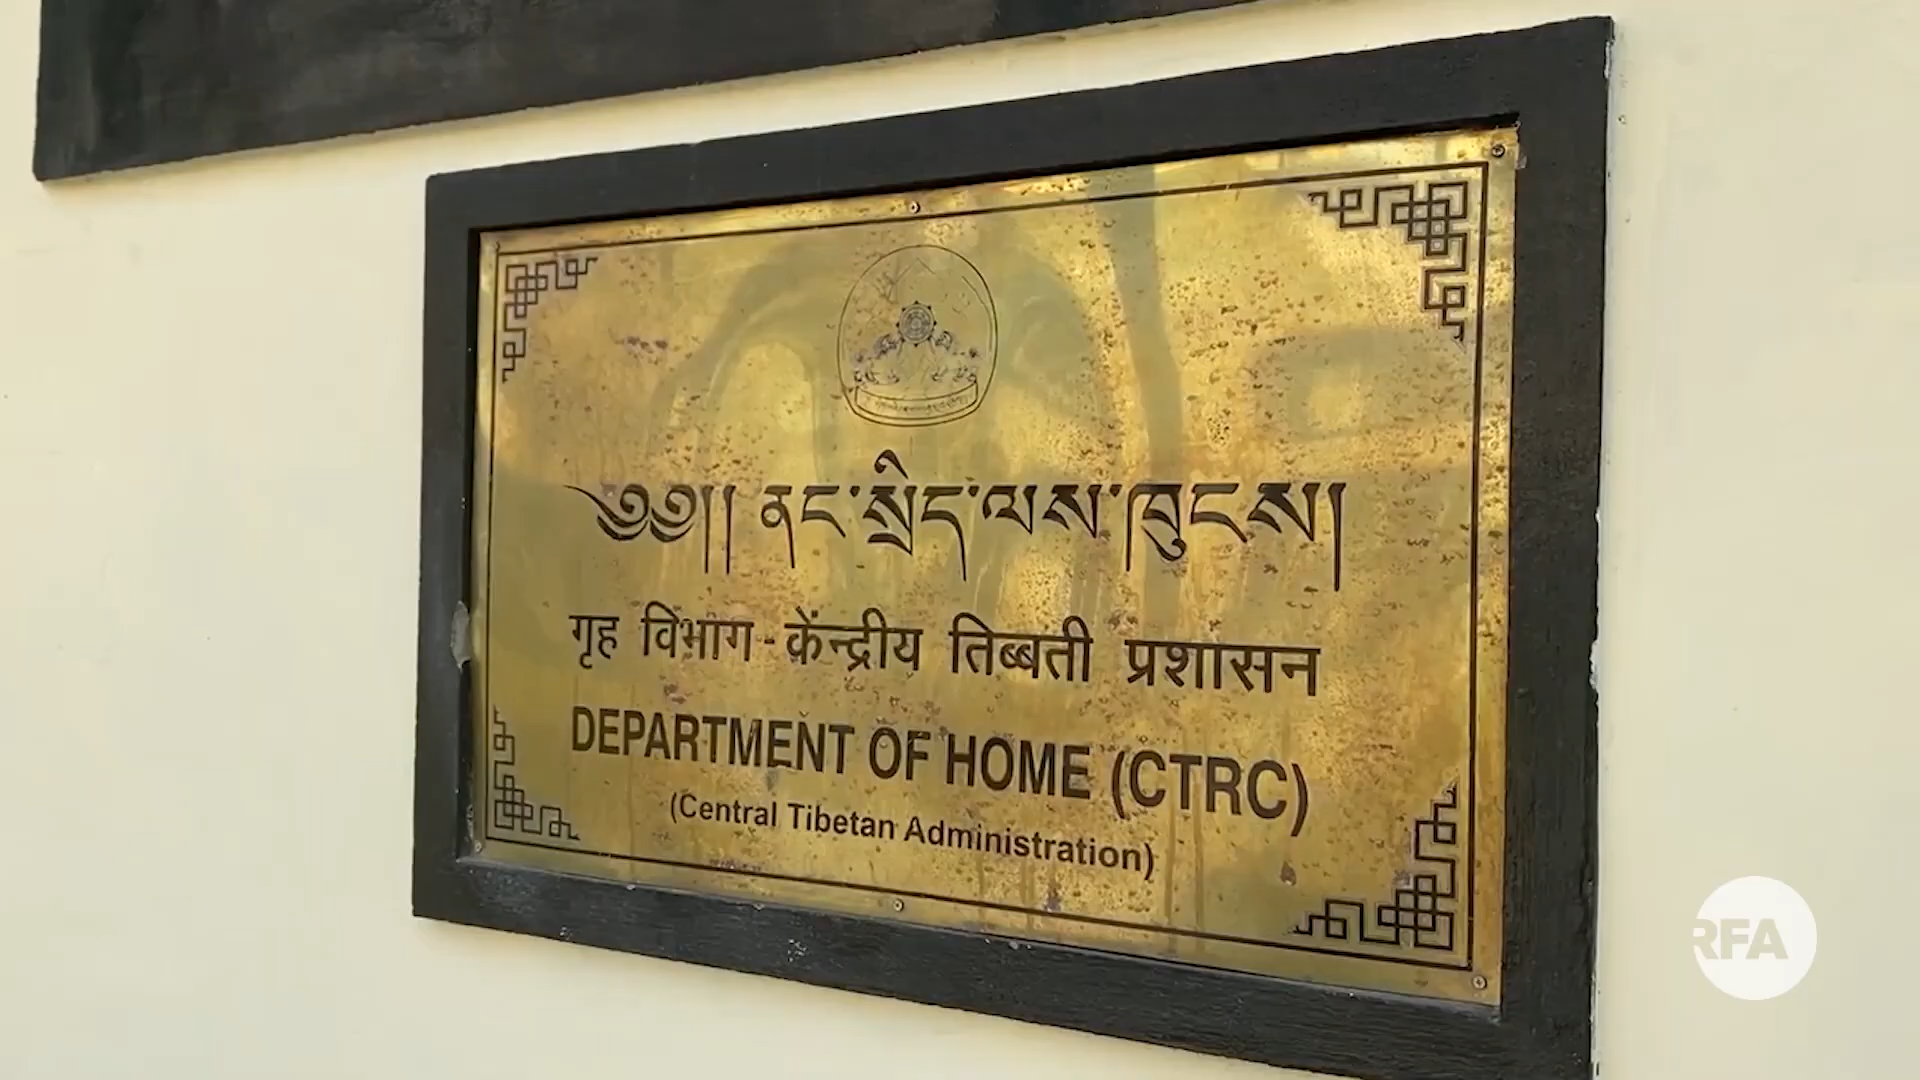 ༄༅།། ནང་སྲིད་ལས་ཁུངས།
गृह विभाग - केंन्द्रीय तिब्बती प्रशासन
DEPARTMENT OF HOME (CTRC)
(Central Tibetan Administration)
RFA